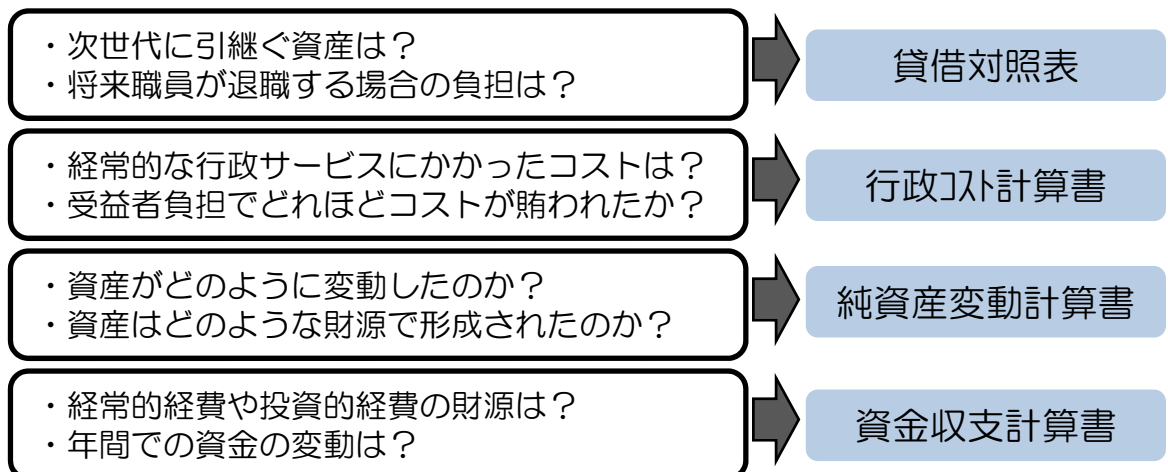 ・次世代に引継ぐ資産は？
・将来職員が退職する場合の負担は？
貸借対照表
・経常的な行政サービスにかかったコストは？
・受益者負担でどれほどコストが賄われたか？
行政ｺｽﾄ計算書
・資産がどのように変動したのか？
・資産はどのような財源で形成されたのか？
純資産変動計算書
・経常的経費や投資的経費の財源は？
・年間での資金の変動は？
資金収支計算書